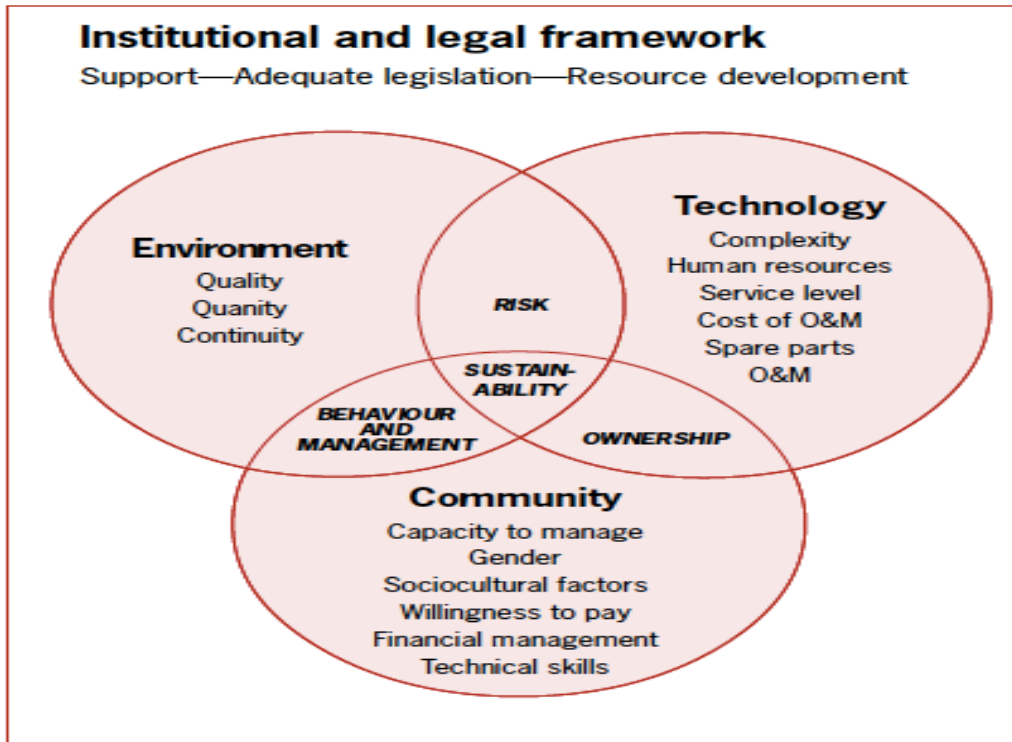 Institutional and legal framework
Support—Adequate legislation—Resource development
Environment
Quality
Quanity
Continuity
Technology
Complexity
Human resources
Service level
Cost of O&M
Spare parts
O&M
RISK
SUSTAIN-
ABILITY
BEHAVIOUR
AND
MANAGEMENT
OWNERSHIP
Community
Capacity to manage
Gender
Sociocultural factors
Willingness to pay
Financial management
Technical skills